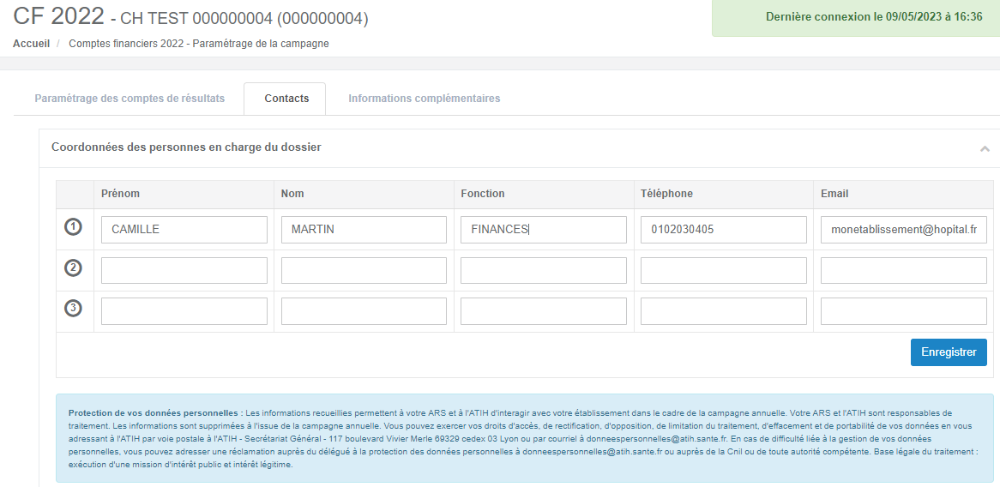 CF 2022 - CH TEST 000000004 (000000004)
Dernière connexion le 09/05/2023 à 16:36
Accueil / Comptes financiers 2022 - Paramétrage de la campagne
Paramétrage des comptes de résultats Contacts Informations complémentaires
Coordonnées des personnes en charge du dossier
Prénom Nom Fonction Téléphone Email
1 CAMILLE MARTIN FINANCES 0102030405 monetablissement@hopital.fr
2
3
Enregistrer
Protection de vos données personnelles : Les informations recueillies permettent à votre ARS et à l'ATIH d'interagir avec votre établissement dans le cadre de la campagne annuelle. Votre ARS et l'ATIH sont responsables de
traitement. Les informations sont supprimées à l'issue de la campagne annuelle. Vous pouvez exercer vos droits d'accès, de rectification, d'opposition, de limitation du traitement, d'effacement et de portabilité de vos données en vous
adressant à l'ATIH par voie postale à l'ATIH - Secrétariat Général - 117 boulevard Vivier Merle 69329 cedex 03 Lyon ou par courriel à donneespersonnelles@atih.sante.fr. En cas de difficulté liée à la gestion de vos données
personnelles, vous pouvez adresser une réclamation auprès du délégué à la protection des données personnelles à donneespersonnelles@atih.sante.fr ou auprès de la Cnil ou de toute autorité compétente. Base légale du traitement :
exécution d'une mission d'intérêt public et intérêt légitime.